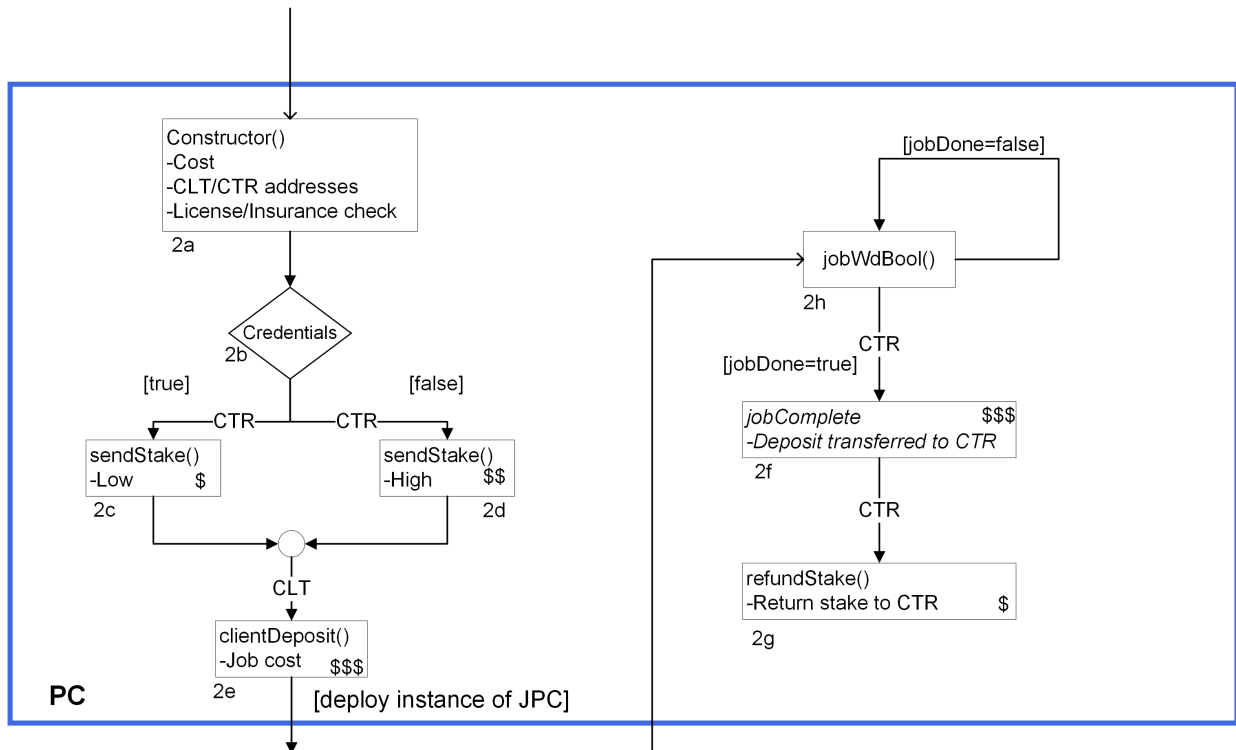 Constructor()
-Cost
-CLT/CTR addresses
-License/Insurance check
2a
Credentials
2b
[true]
[false]
CTR
CTR
sendStake()
-Low $
2c
sendStake()
-High $$
2d
CLT
clientDeposit()
-Job cost $$$
2e
[deploy instance of JPC]
PC
[jobDone=false]
jobWdBool()
2h
CTR
[jobDone=true]
jobComplete $$$
-Deposit transferred to CTR
2f
CTR
refundStake()
-Return stake to CTR $
2g